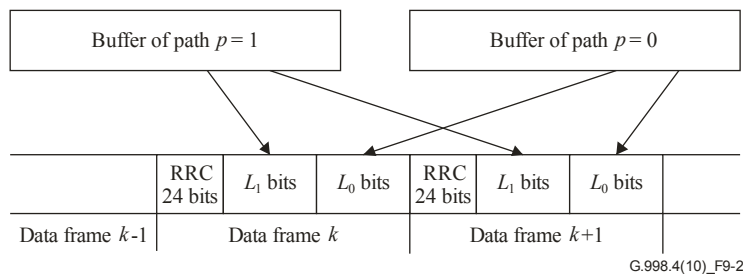 Buffer of path p = 1
Buffer of path p = 0
RRC 24 bits
L₁ bits
L₀ bits
RRC 24 bits
L₁ bits
L₀ bits
Data frame k-1
Data frame k
Data frame k+1
G.998.4(10)_F9-2